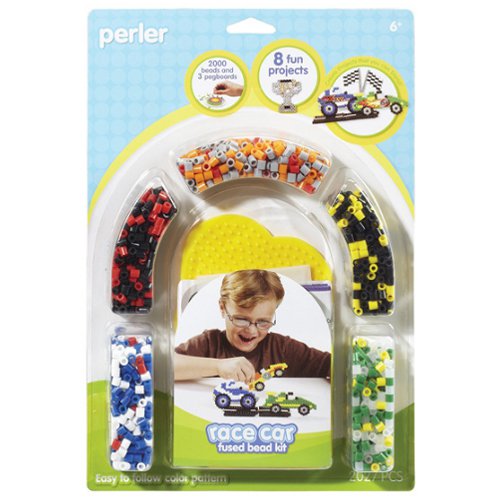 perler
6+
2000
beads and
3 pegboards
8 fun
projects
race car
fused bead kit
Easy to follow color pattern
2027 PCS